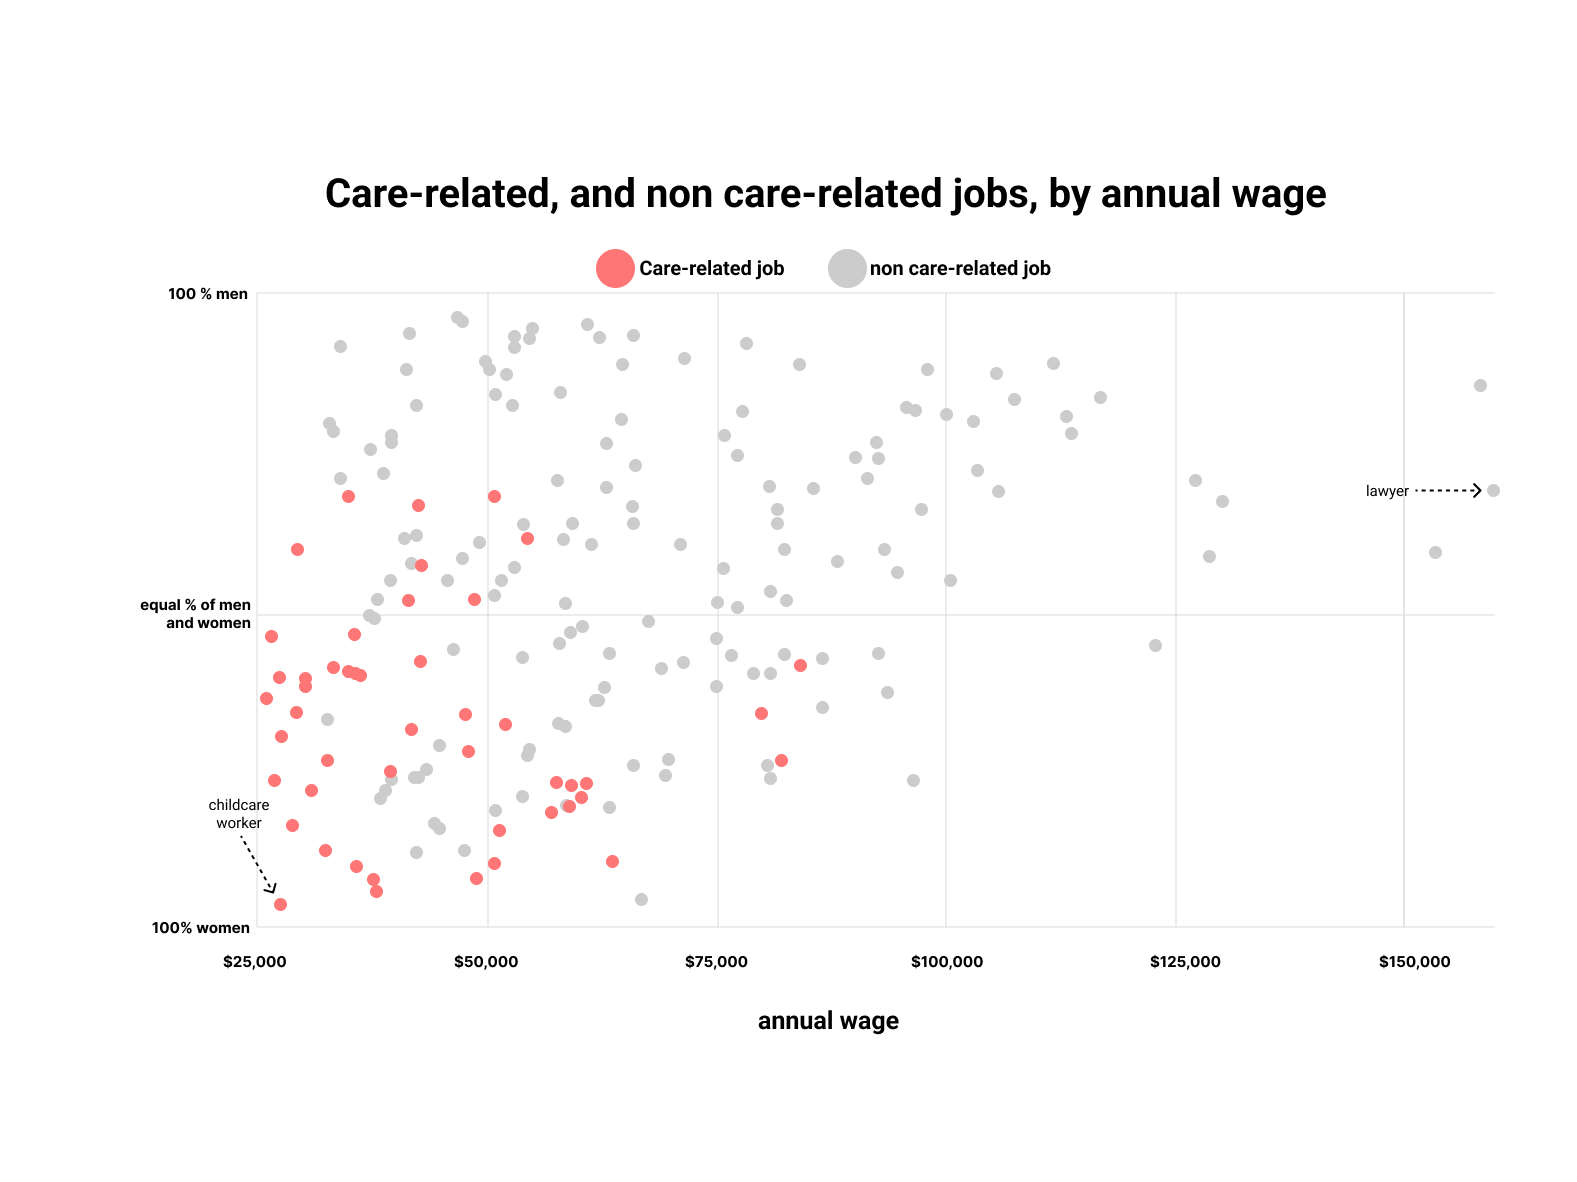 Care-related, and non care-related jobs, by annual wage
Care-related job
non care-related job
100 % men
lawyer
equal % of men
and women
childcare
worker
100% women
$25,000
$50,000
$75,000
$100,000
$125,000
$150,000
annual wage